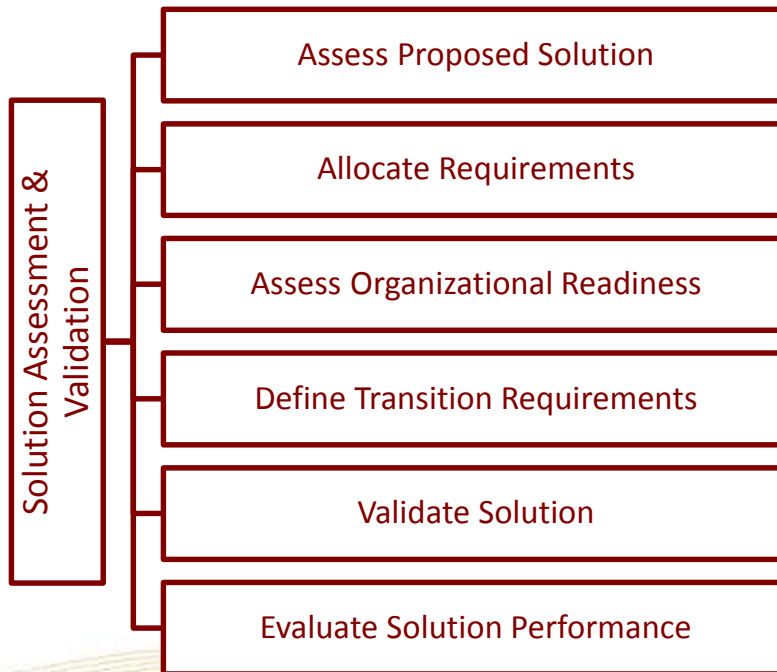 Solution Assessment &
Validation
Assess Proposed Solution
Allocate Requirements
Assess Organizational Readiness
Define Transition Requirements
Validate Solution
Evaluate Solution Performance